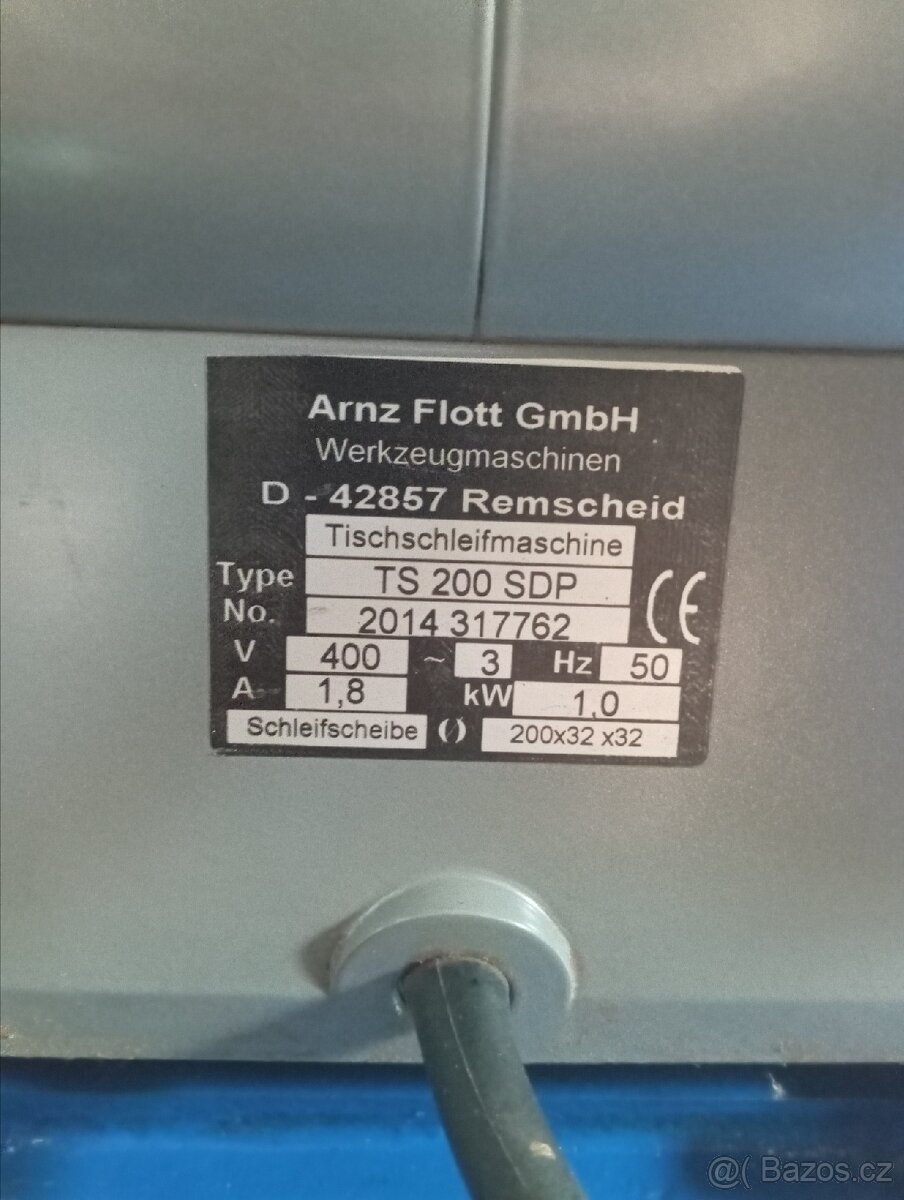 Arnz Flott GmbH
Werkzeugmaschinen
D - 42857 Remscheid
Tischschleifmaschine
Type TS 200 SDP
No. 2014 317762
CE
V 400 ~ 3 Hz 50
A 1,8 kW 1,0
Schleifscheibe 200x32 x32
@( Bazos.cz